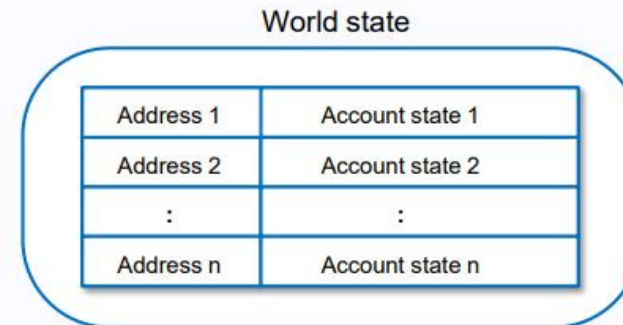 World state
Address 1 Account state 1
Address 2 Account state 2
: :
Address n Account state n